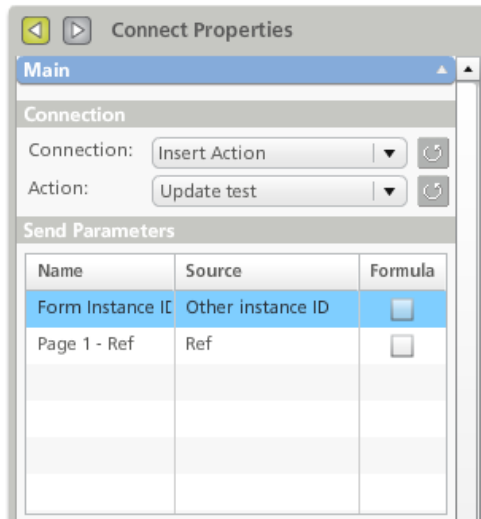 Connect Properties
Main
Connection
Connection: Insert Action
Action: Update test
Send Parameters
Name Source Formula
Form Instance ID Other instance ID
Page 1 - Ref Ref